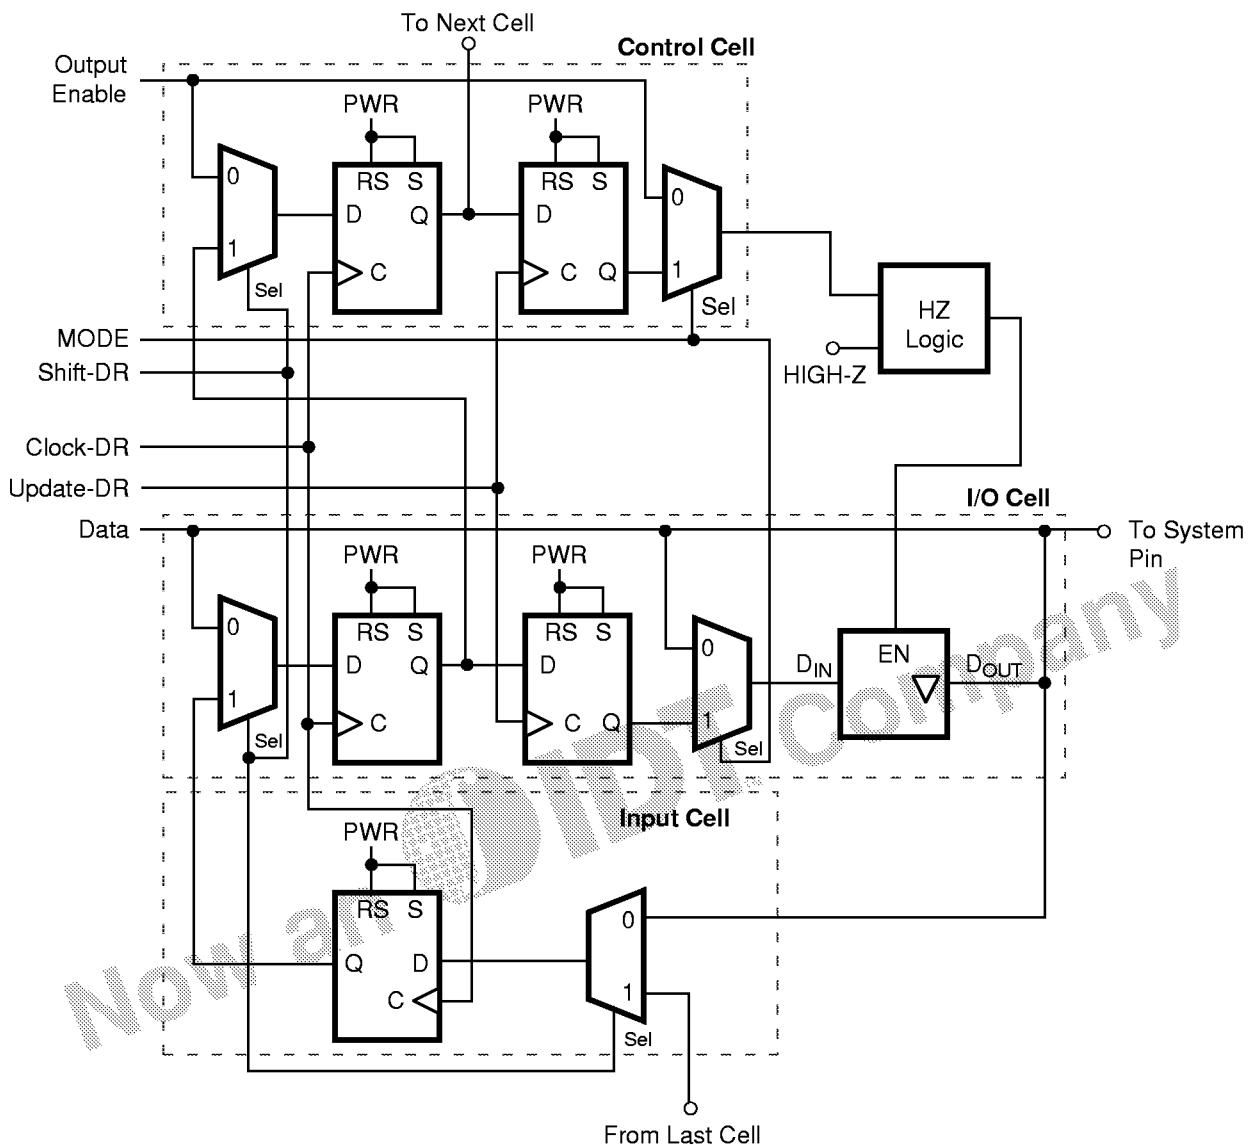 To Next Cell
Control Cell
Output
Enable
PWR
PWR
RS S
RS S
0
0
D Q
D
1
C
C Q
1
Sel
Sel
HZ
Logic
MODE
HIGH-Z
Shift-DR
Clock-DR
Update-DR
I/O Cell
Data
To System
Pin
PWR
PWR
RS S
RS S
0
0
EN
D Q
D
DIN
DOUT
1
C
C Q
1
Sel
Sel
Input Cell
PWR
RS S
0
Q D
C
1
Sel
From Last Cell
Now an IDT Company